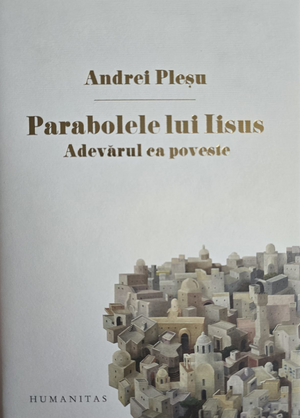 Andrei Pleșu
Parabolele lui Iisus
Adevărul ca poveste
HUMANITAS